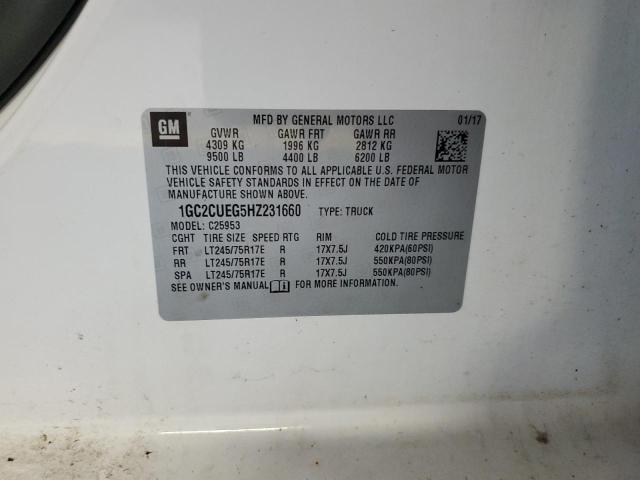 GM
MFD BY GENERAL MOTORS LLC 01/17
GVWR GAWR FRT GAWR RR
4309 KG 1996 KG 2812 KG
9500 LB 4400 LB 6200 LB
THIS VEHICLE CONFORMS TO ALL APPLICABLE U.S. FEDERAL MOTOR
VEHICLE SAFETY STANDARDS IN EFFECT ON THE DATE OF
MANUFACTURE SHOWN ABOVE.
1GC2CUEG5HZ231660 TYPE: TRUCK
MODEL: C25953
CGHT TIRE SIZE SPEED RTG RIM
FRT LT245/75R17E R 17X7.5J 420KPA(60PSI)
RR LT245/75R17E R 17X7.5J 550KPA(80PSI)
SPA LT245/75R17E R 17X7.5J 550KPA(80PSI)
SEE OWNER'S MANUAL FOR MORE INFORMATION.